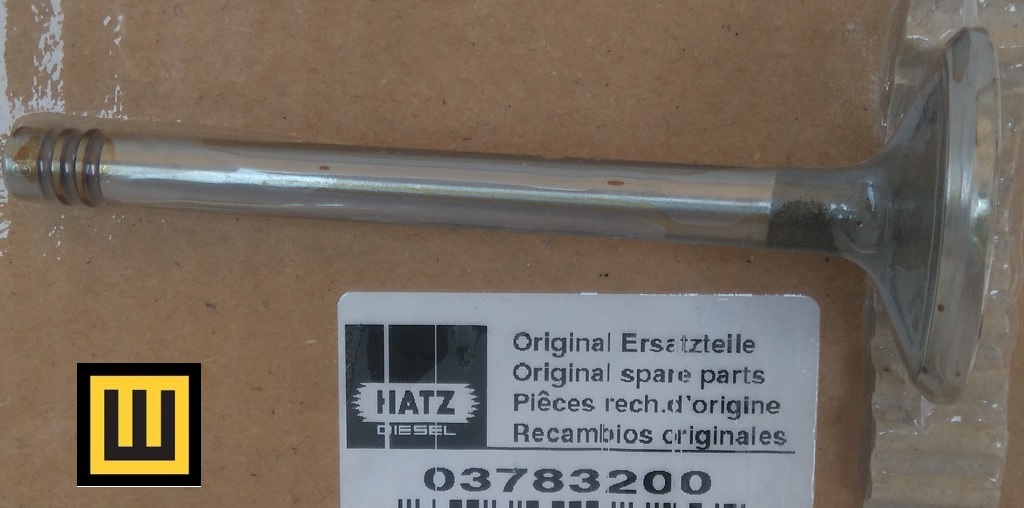 HATZ
DIESEL
Original Ersatzteile
Original spare parts
Pièces rech.d'origine
Recambios originales
03783200
Ш